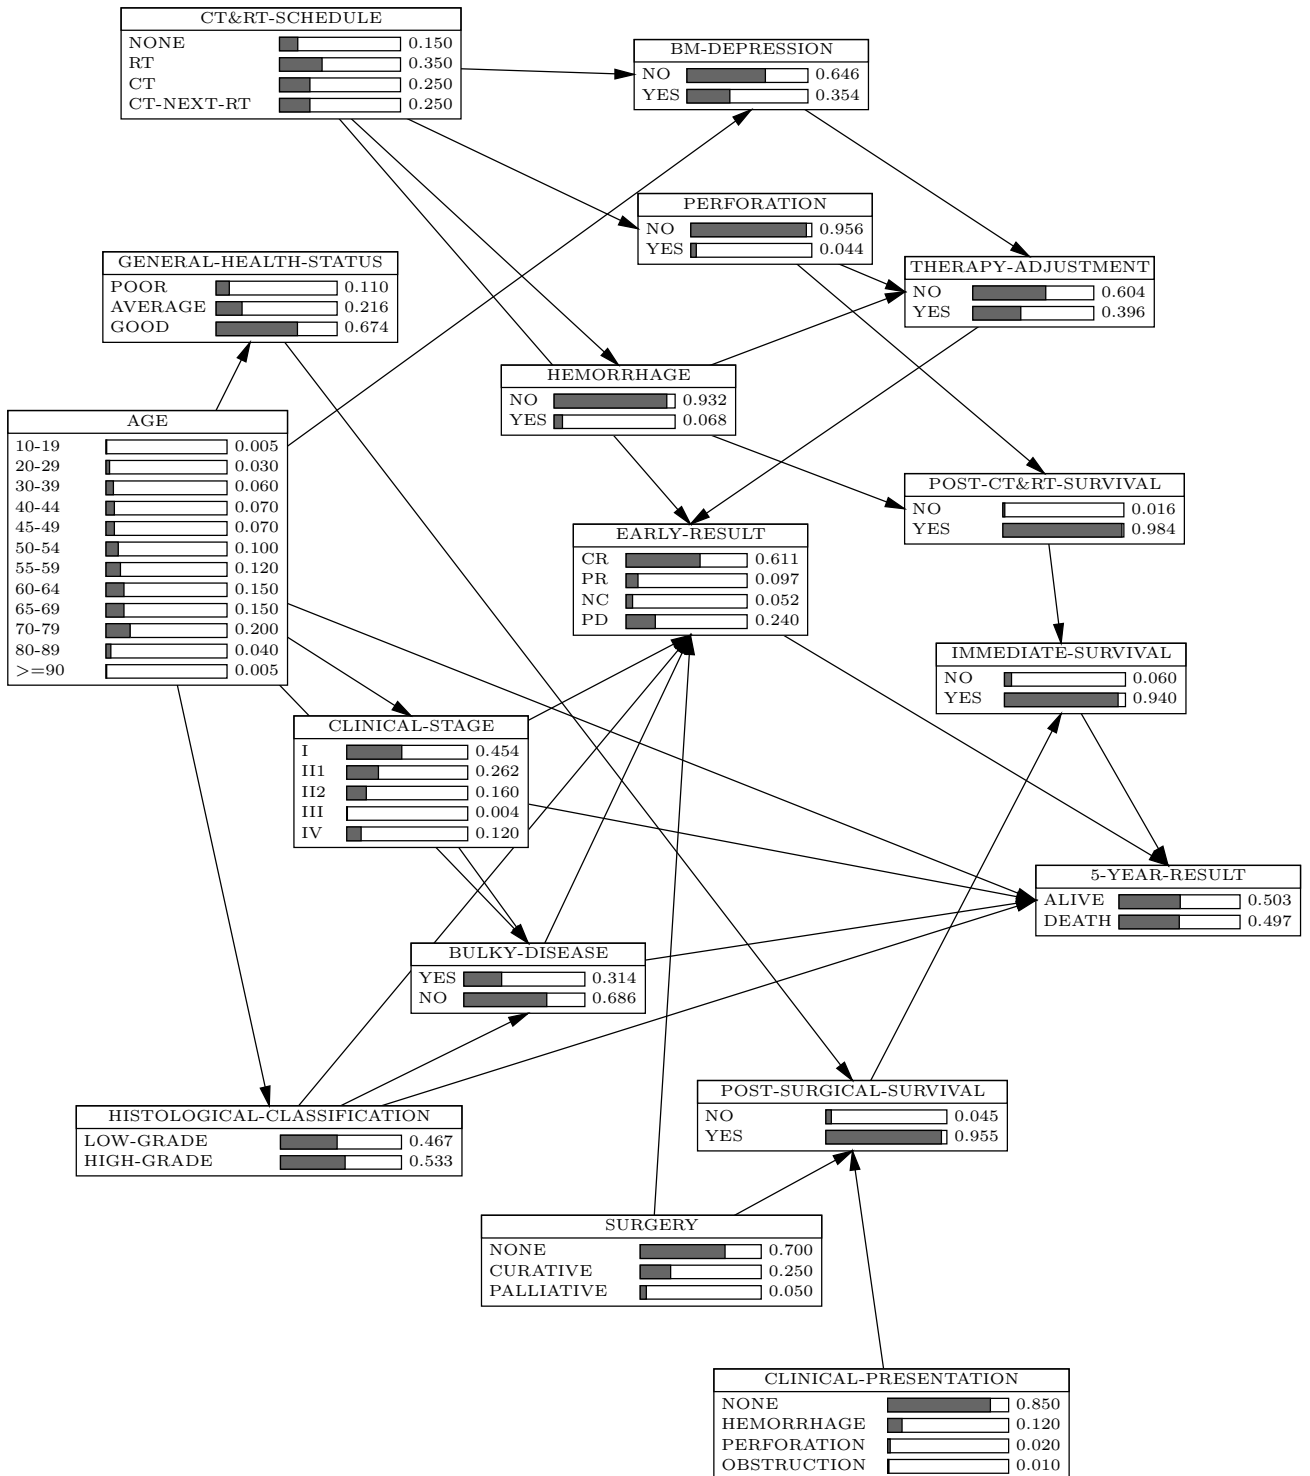 CT&RT-SCHEDULE
NONE 0.150
RT 0.350
CT 0.250
CT-NEXT-RT 0.250
BM-DEPRESSION
NO 0.646
YES 0.354
PERFORATION
NO 0.956
YES 0.044
GENERAL-HEALTH-STATUS
POOR 0.110
AVERAGE 0.216
GOOD 0.674
THERAPY-ADJUSTMENT
NO 0.604
YES 0.396
HEMORRHAGE
NO 0.932
YES 0.068
AGE
10-19 0.005
20-29 0.030
30-39 0.060
40-44 0.070
45-49 0.070
50-54 0.100
55-59 0.120
60-64 0.150
65-69 0.150
70-79 0.200
80-89 0.040
>=90 0.005
POST-CT&RT-SURVIVAL
NO 0.016
YES 0.984
EARLY-RESULT
CR 0.611
PR 0.097
NC 0.052
PD 0.240
IMMEDIATE-SURVIVAL
NO 0.060
YES 0.940
CLINICAL-STAGE
I 0.454
II1 0.262
II2 0.160
III 0.004
IV 0.120
5-YEAR-RESULT
ALIVE 0.503
DEATH 0.497
BULKY-DISEASE
YES 0.314
NO 0.686
POST-SURGICAL-SURVIVAL
NO 0.045
YES 0.955
HISTOLOGICAL-CLASSIFICATION
LOW-GRADE 0.467
HIGH-GRADE 0.533
SURGERY
NONE 0.700
CURATIVE 0.250
PALLIATIVE 0.050
CLINICAL-PRESENTATION
NONE 0.850
HEMORRHAGE 0.120
PERFORATION 0.020
OBSTRUCTION 0.010